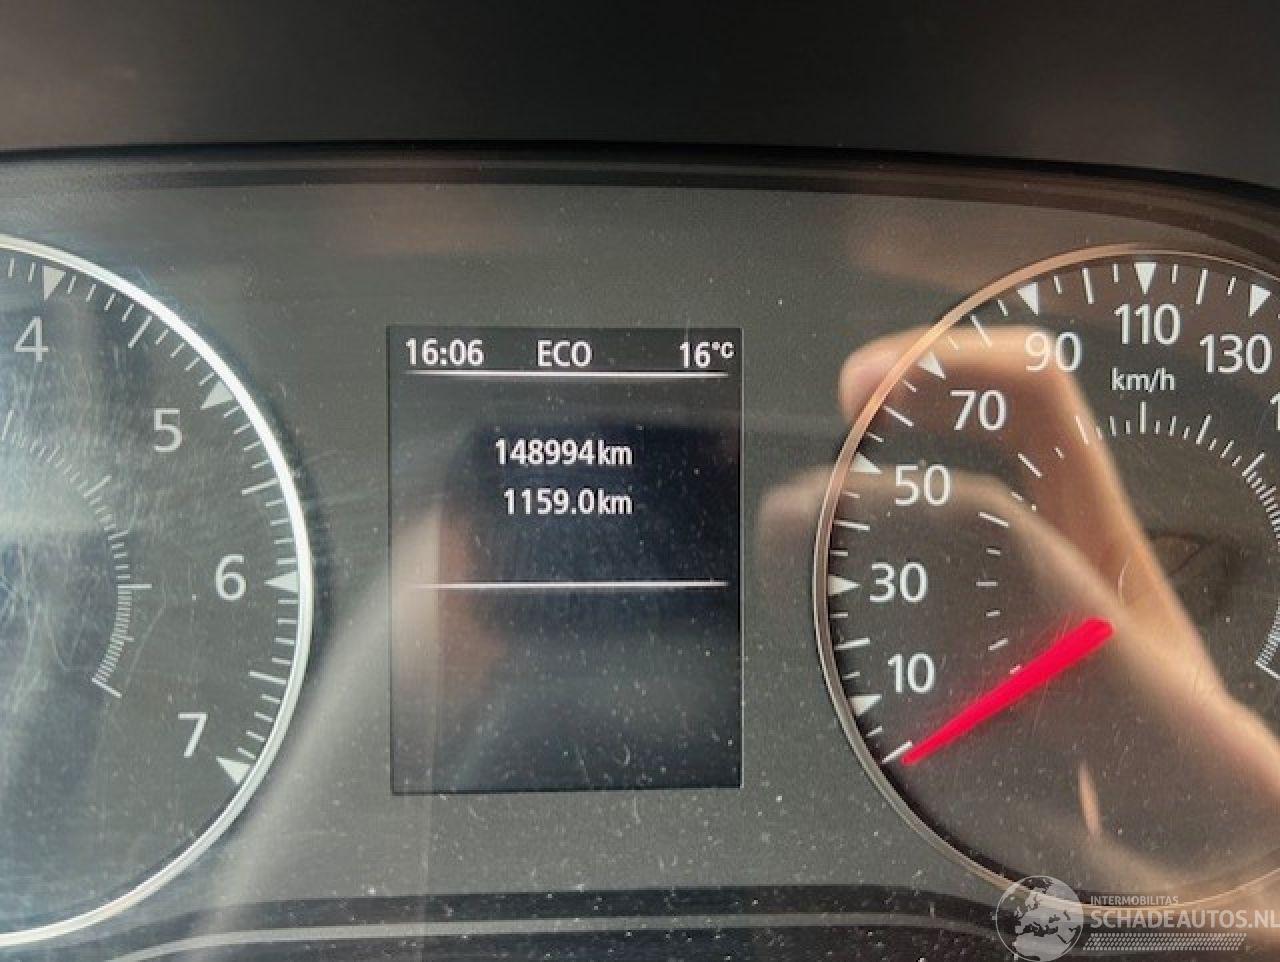 16:06 ECO 16°C
148994km
1159.0km
4
5
6
7
10
30
50
70
90
110
130
km/h
INTERMOBILITAS
SCHADEAUTOS.NL